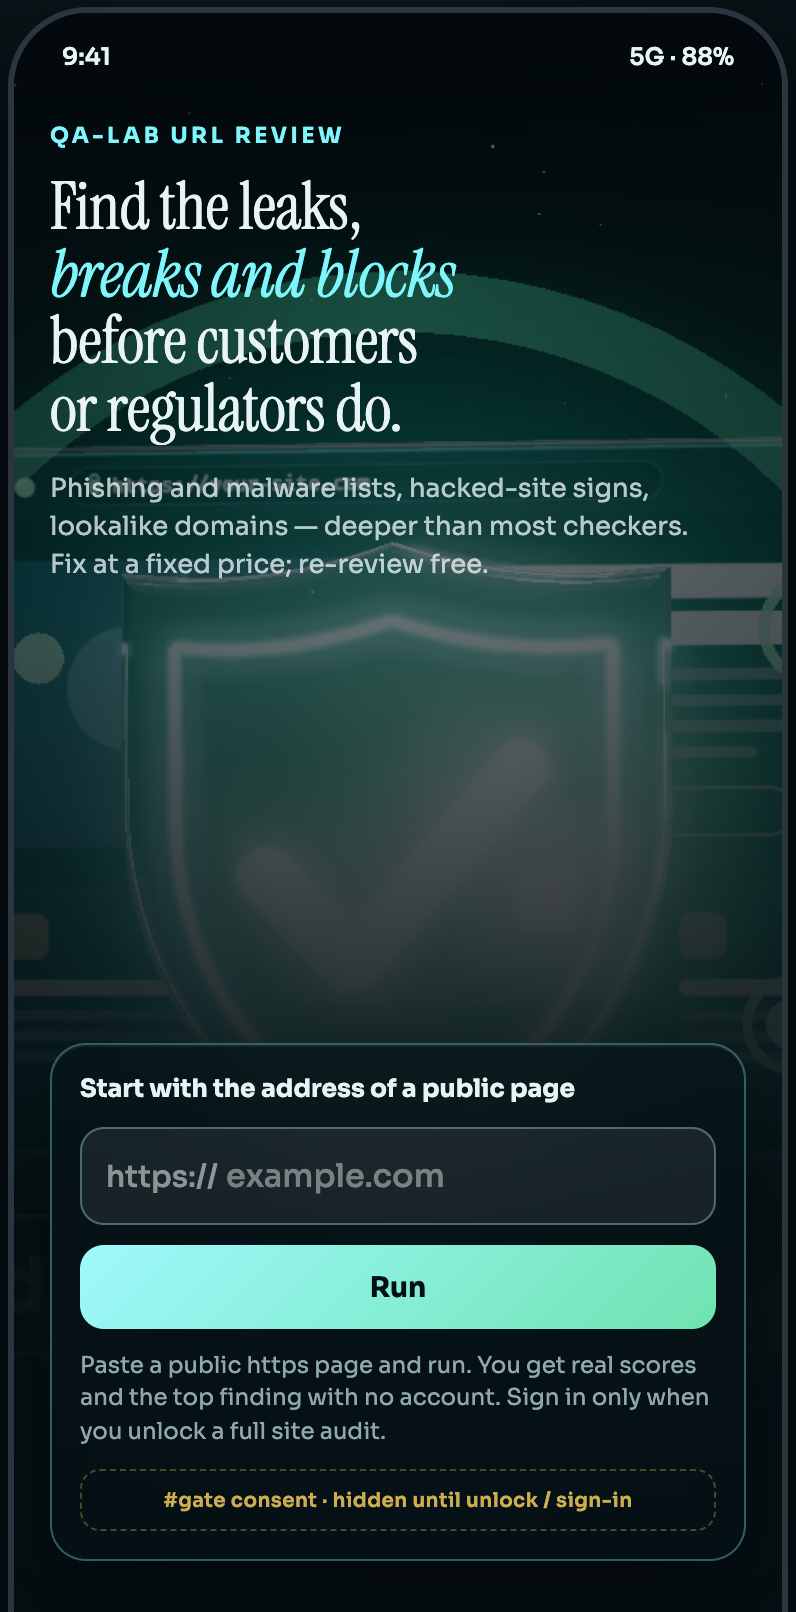 9:41
5G · 88%
QA-LAB URL REVIEW
Find the leaks,
breaks and blocks
before customers
or regulators do.
Phishing and malware lists, hacked-site signs,
lookalike domains — deeper than most checkers.
Fix at a fixed price; re-review free.
Start with the address of a public page
https:// example.com
Run
Paste a public https page and run. You get real scores
and the top finding with no account. Sign in only when
you unlock a full site audit.
#gate consent · hidden until unlock / sign-in